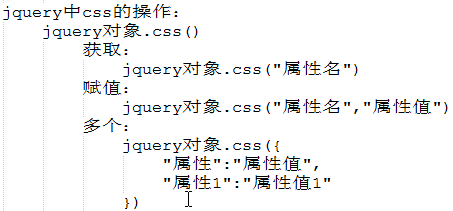 jquery中css的操作:
jquery对象.css()
获取:
jquery对象.css("属性名")
赋值:
jquery对象.css("属性名","属性值")
多个:
jquery对象.css({
"属性":"属性值",
"属性1":"属性值1"
})